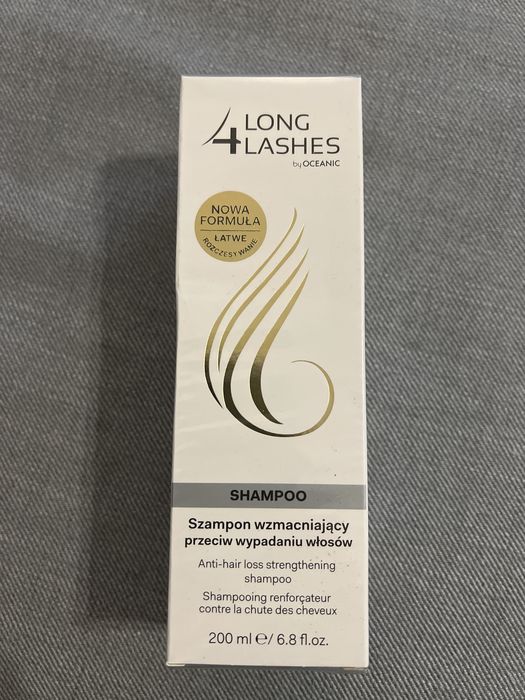 4 LONG
LASHES
by OCEANIC
NOWA
FORMUŁA
ŁATWE
ROZCZESYWANIE
SHAMPOO
Szampon wzmacniający
przeciw wypadaniu włosów
Anti-hair loss strengthening
shampoo
Shampooing renforçateur
contre la chute des cheveux
200 ml ℮/ 6.8 fl.oz.